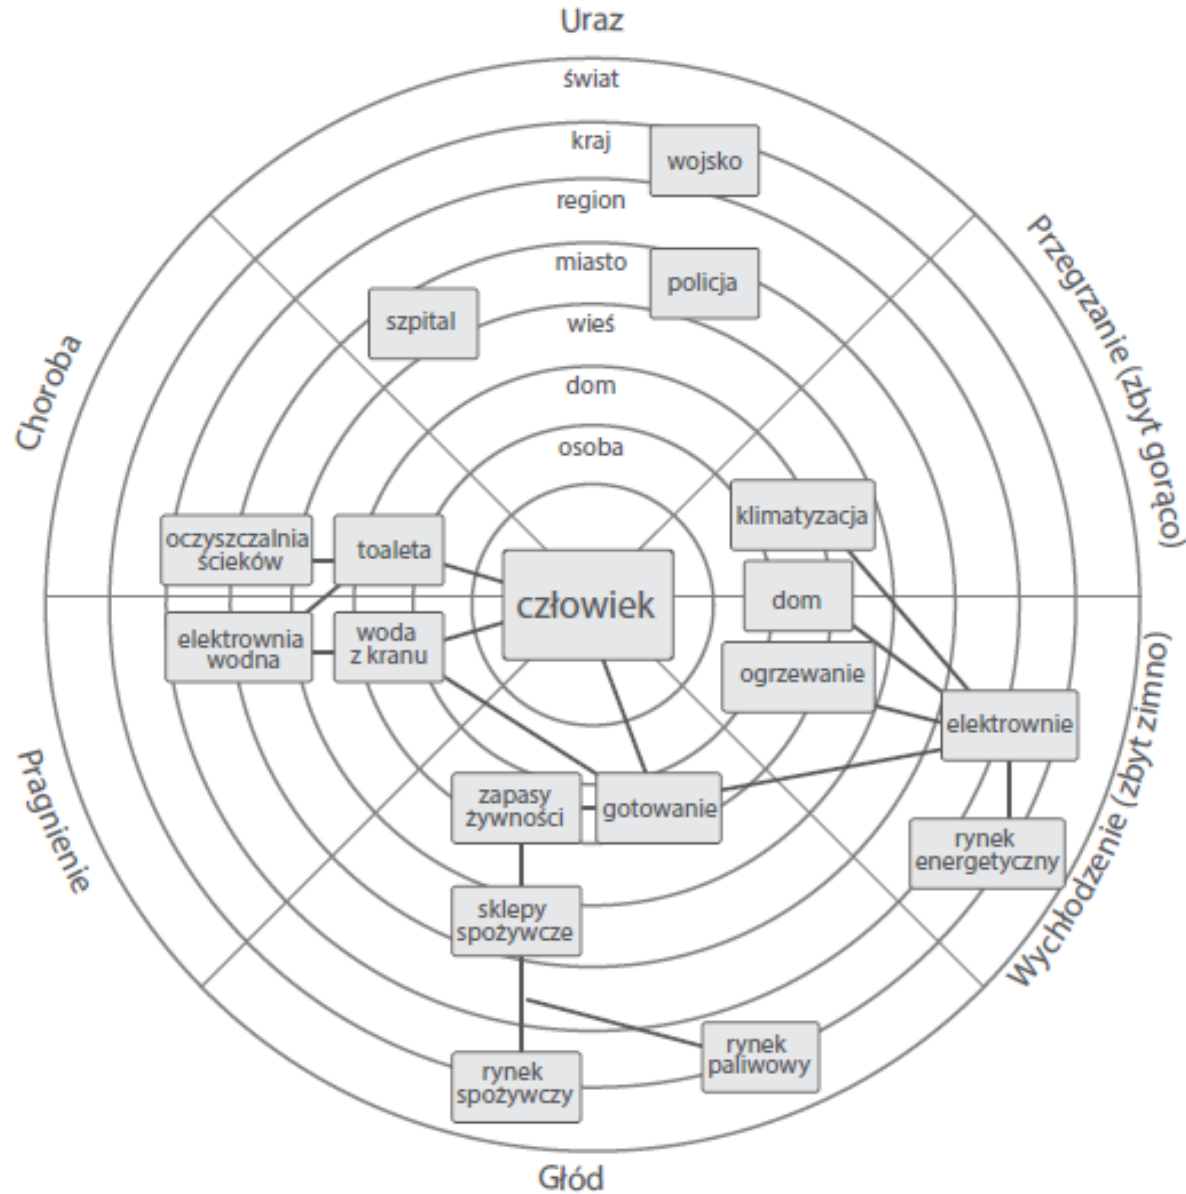 Uraz
świat
kraj
wojsko
region
miasto
policja
szpital
wieś
dom
osoba
Choroba
Przegrzanie (zbyt gorąco)
klimatyzacja
oczyszczalnia
ścieków
toaleta
człowiek
dom
elektrownia
wodna
woda
z kranu
ogrzewanie
elektrownie
Pragnienie
Wychłodzenie (zbyt zimno)
zapasy
żywności
gotowanie
rynek
energetyczny
sklepy
spożywcze
rynek
paliwowy
rynek
spożywczy
Głód